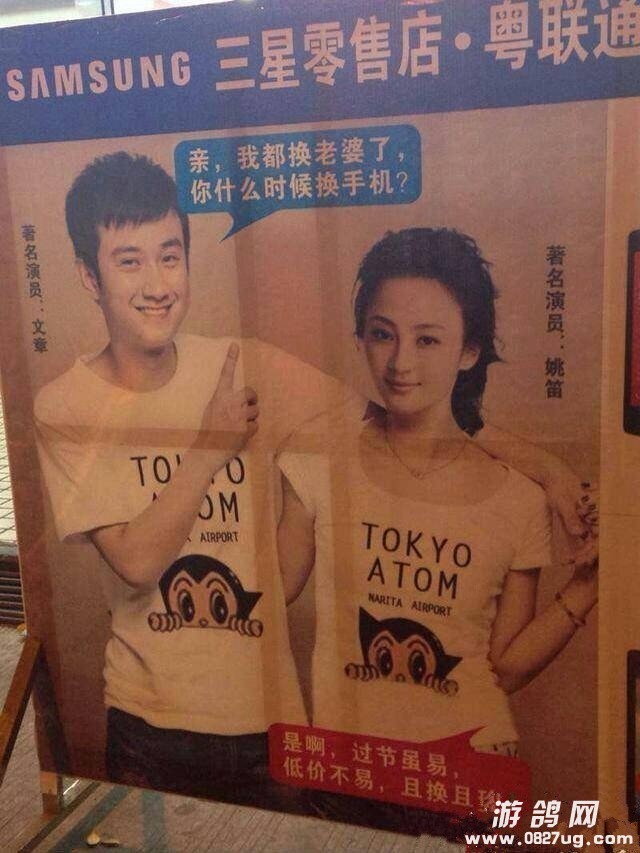 SAMSUNG 三星零售店·粤联通
亲，我都换老婆了，
你什么时候换手机？
著名演员：文章
著名演员：姚笛
TOKYO
ATOM
AIRPORT
TOKYO
ATOM
NARITA AIRPORT
是啊，过节虽易，
低价不易，且换且珍
游鸽网
www.0827ug.com